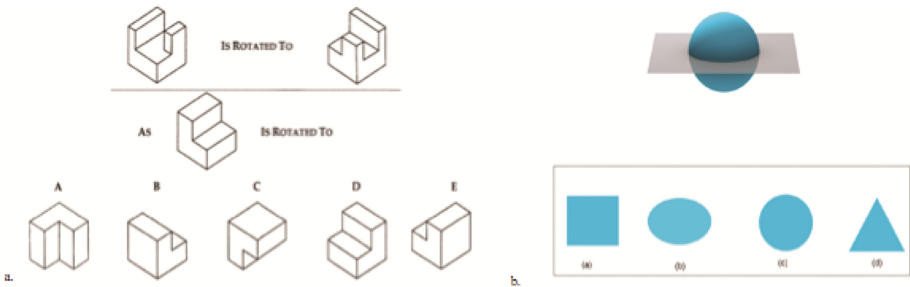 IS ROTATED TO
AS IS ROTATED TO
A B C D E
a.
(a) (b) (c) (d)
b.